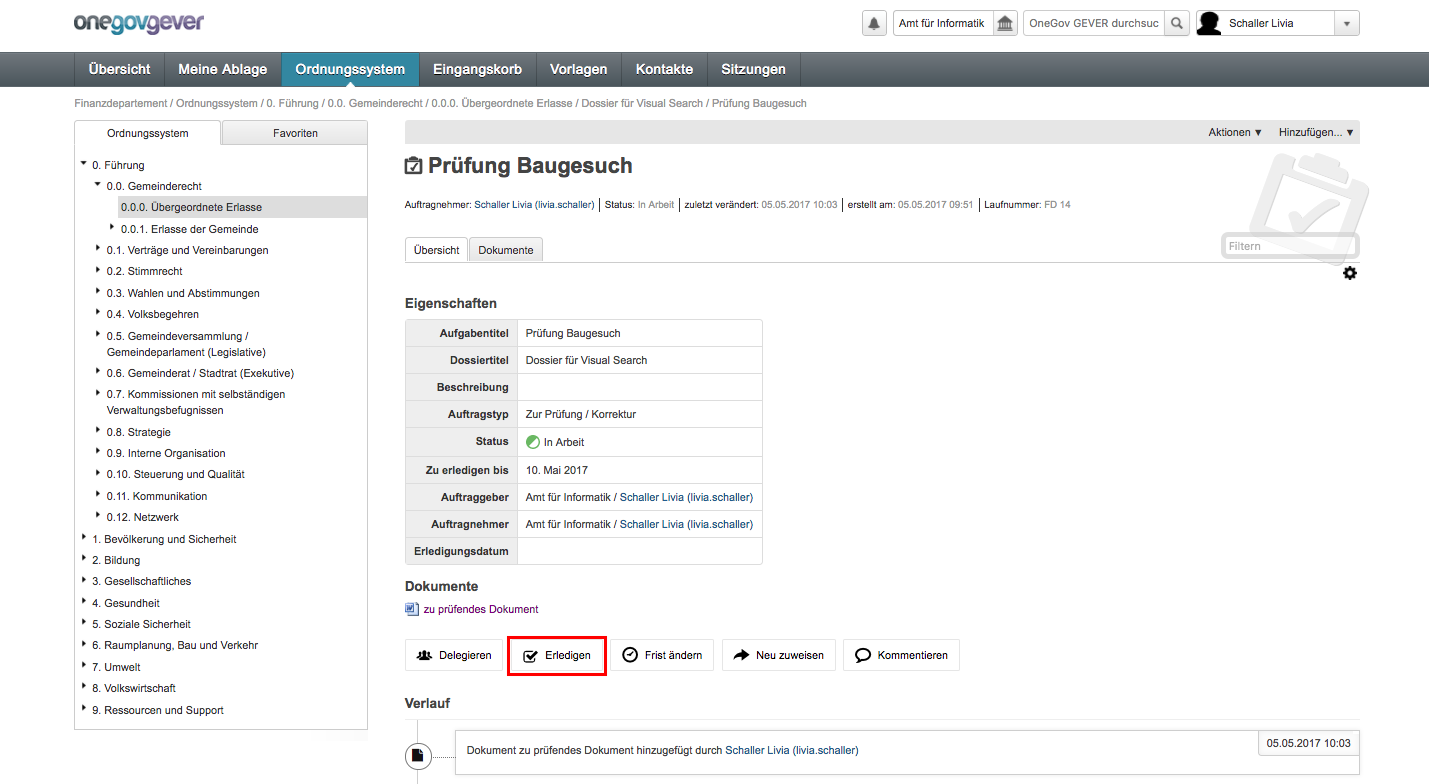 onegovgever
Amt für Informatik
OneGov GEVER durchsuc
Schaller Livia
Übersicht Meine Ablage Ordnungssystem Eingangskorb Vorlagen Kontakte Sitzungen
Finanzdepartement / Ordnungssystem / 0. Führung / 0.0. Gemeinderecht / 0.0.0. Übergeordnete Erlasse / Dossier für Visual Search / Prüfung Baugesuch
Ordnungssystem Favoriten
0. Führung
0.0. Gemeinderecht
0.0.0. Übergeordnete Erlasse
0.0.1. Erlasse der Gemeinde
0.1. Verträge und Vereinbarungen
0.2. Stimmrecht
0.3. Wahlen und Abstimmungen
0.4. Volksbegehren
0.5. Gemeindeversammlung /
Gemeindeparlament (Legislative)
0.6. Gemeinderat / Stadtrat (Exekutive)
0.7. Kommissionen mit selbständigen
Verwaltungsbefugnissen
0.8. Strategie
0.9. Interne Organisation
0.10. Steuerung und Qualität
0.11. Kommunikation
0.12. Netzwerk
1. Bevölkerung und Sicherheit
2. Bildung
3. Gesellschaftliches
4. Gesundheit
5. Soziale Sicherheit
6. Raumplanung, Bau und Verkehr
7. Umwelt
8. Volkswirtschaft
9. Ressourcen und Support
Aktionen ▼ Hinzufügen... ▼
Prüfung Baugesuch
Auftragnehmer: Schaller Livia (livia.schaller) | Status: In Arbeit | zuletzt verändert: 05.05.2017 10:03 | erstellt am: 05.05.2017 09:51 | Laufnummer: FD 14
Filtern
Übersicht Dokumente
Eigenschaften
Aufgabentitel Prüfung Baugesuch
Dossiertitel Dossier für Visual Search
Beschreibung
Auftragstyp Zur Prüfung / Korrektur
Status In Arbeit
Zu erledigen bis 10. Mai 2017
Auftraggeber Amt für Informatik / Schaller Livia (livia.schaller)
Auftragnehmer Amt für Informatik / Schaller Livia (livia.schaller)
Erledigungsdatum
Dokumente
zu prüfendes Dokument
Delegieren Erledigen Frist ändern Neu zuweisen Kommentieren
Verlauf
05.05.2017 10:03
Dokument zu prüfendes Dokument hinzugefügt durch Schaller Livia (livia.schaller)